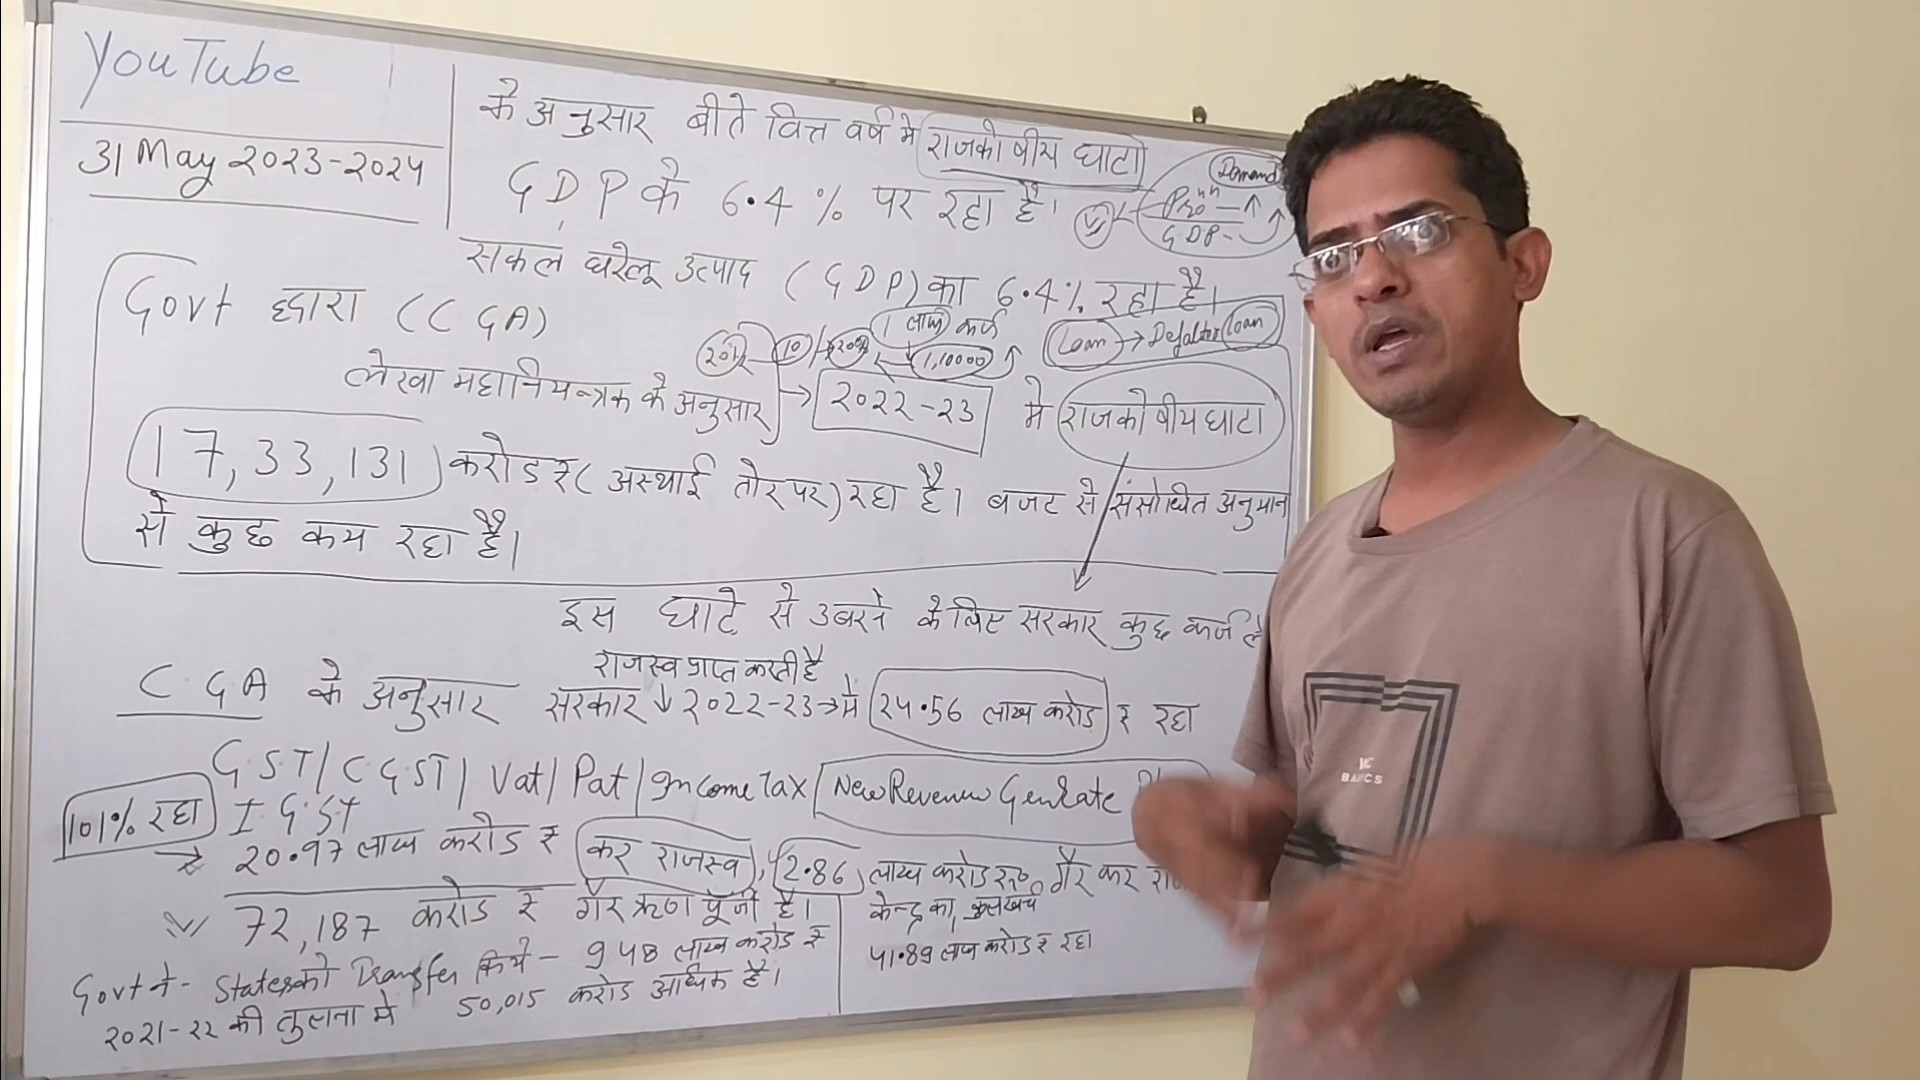 YouTube
31 May 2023-2024
के अनुसार बीते वित्त वर्ष मे राजकोषीय घाटा
GDP के 6.4% पर रहा है।
Demand
Pro"" ↑
GDP
सकल घरेलू उत्पाद (GDP) का 6.4% रहा है।
Govt द्वारा (CGA)
1 लाख कर्ज
1,10000 ↑
Loan → Defalter Loan
लेखा महानियन्त्रक के अनुसार → 2022-23 मे राजकोषीय घाटा
17,33,131 करोड ₹ (अस्थाई तौर पर) रहा है। बजट से संसोधित अनुमान
से कुछ कम रहा है।
इस घाटे से उबरने के लिए सरकार कुछ कर्ज ले
राजस्व प्राप्त करती है
CGA के अनुसार सरकार ↓ 2022-23 → मे 24.56 लाख करोड ₹ रहा
GST/CGST/Vat/Pat/Income Tax/New Revenu Genrate
101% रहा IGST
→ 20.97 लाख करोड ₹ कर राजस्व, 2.86 लाख करोड रू० गैर कर
72,187 करोड ₹ गैर ऋण पूँजी है।
केन्द्र का कुल खर्च
41.89 लाख करोड ₹ रहा
Govt ने - States को Transfer किये - 948 लाख करोड ₹
2021-22 की तुलना मे 50,015 करोड अधिक है।
BASICS